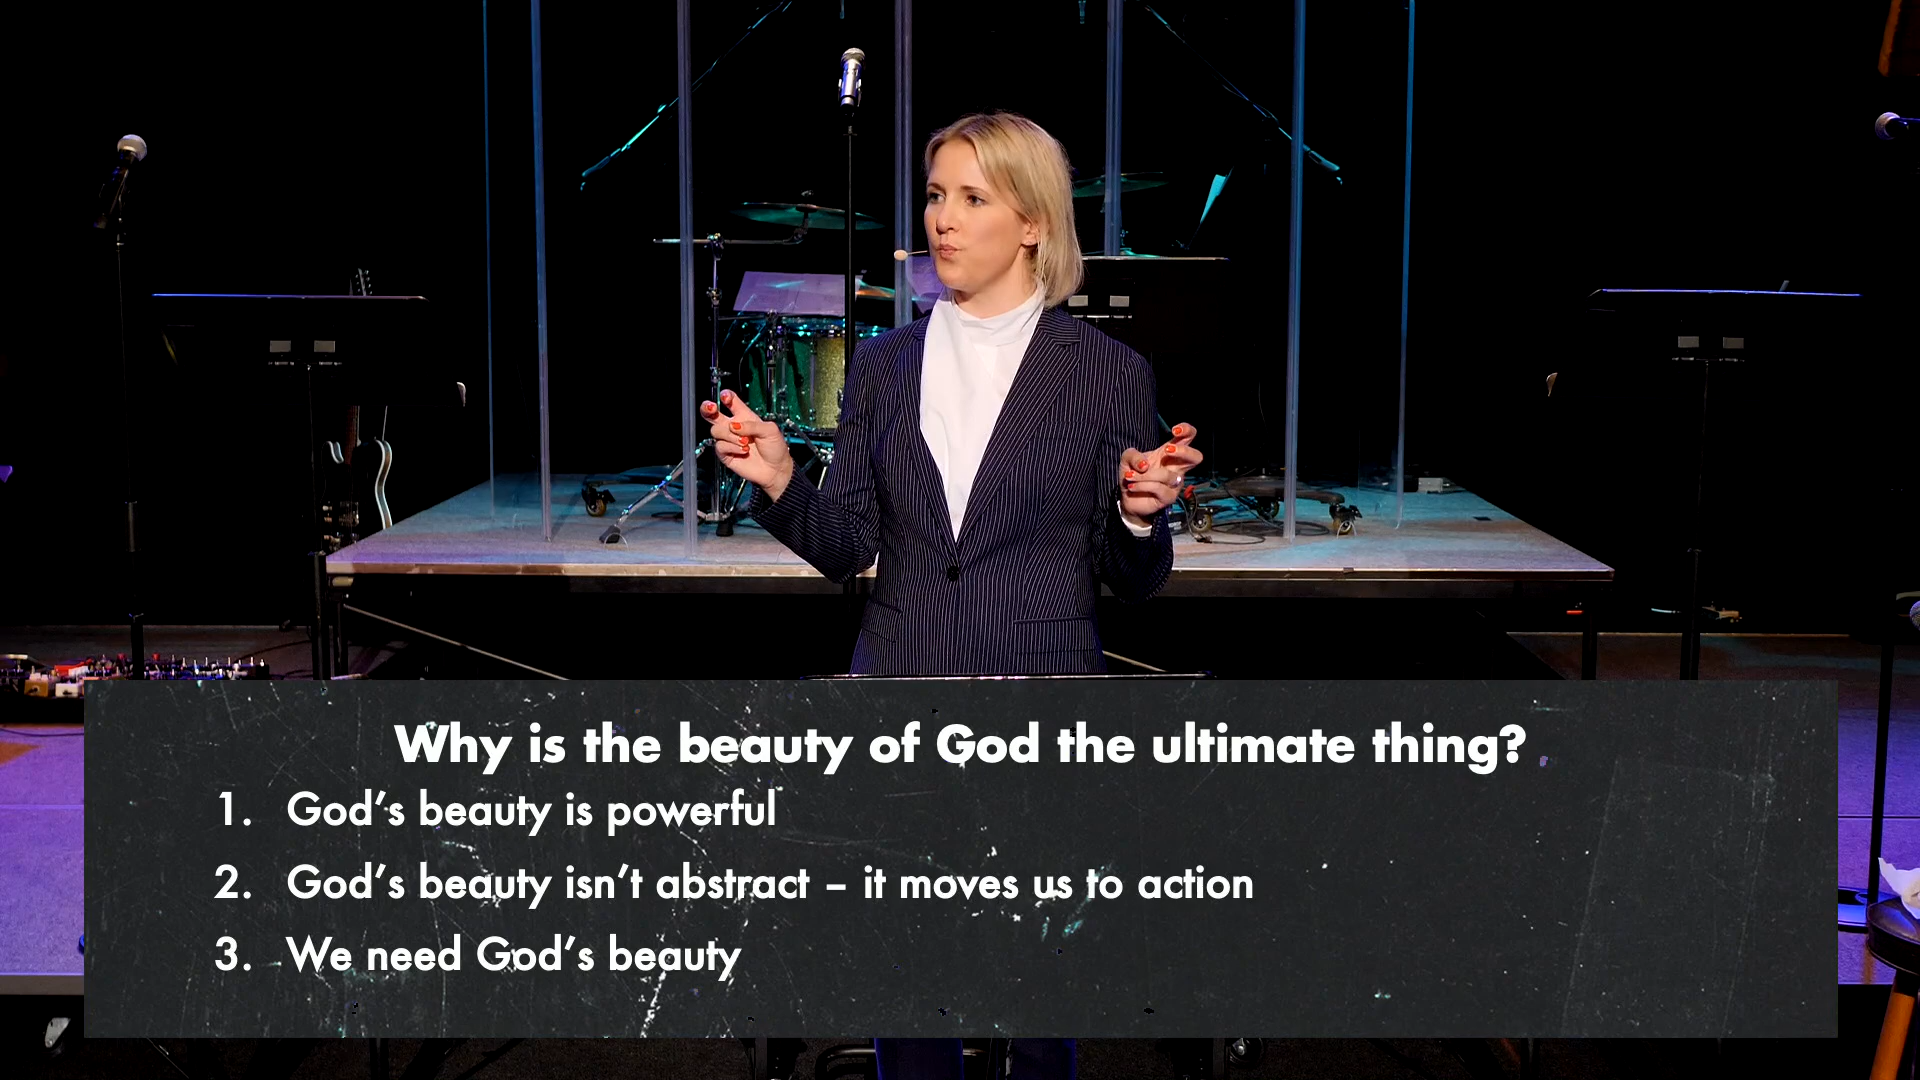 Why is the beauty of God the ultimate thing?
1. God’s beauty is powerful
2. God’s beauty isn’t abstract – it moves us to action
3. We need God’s beauty